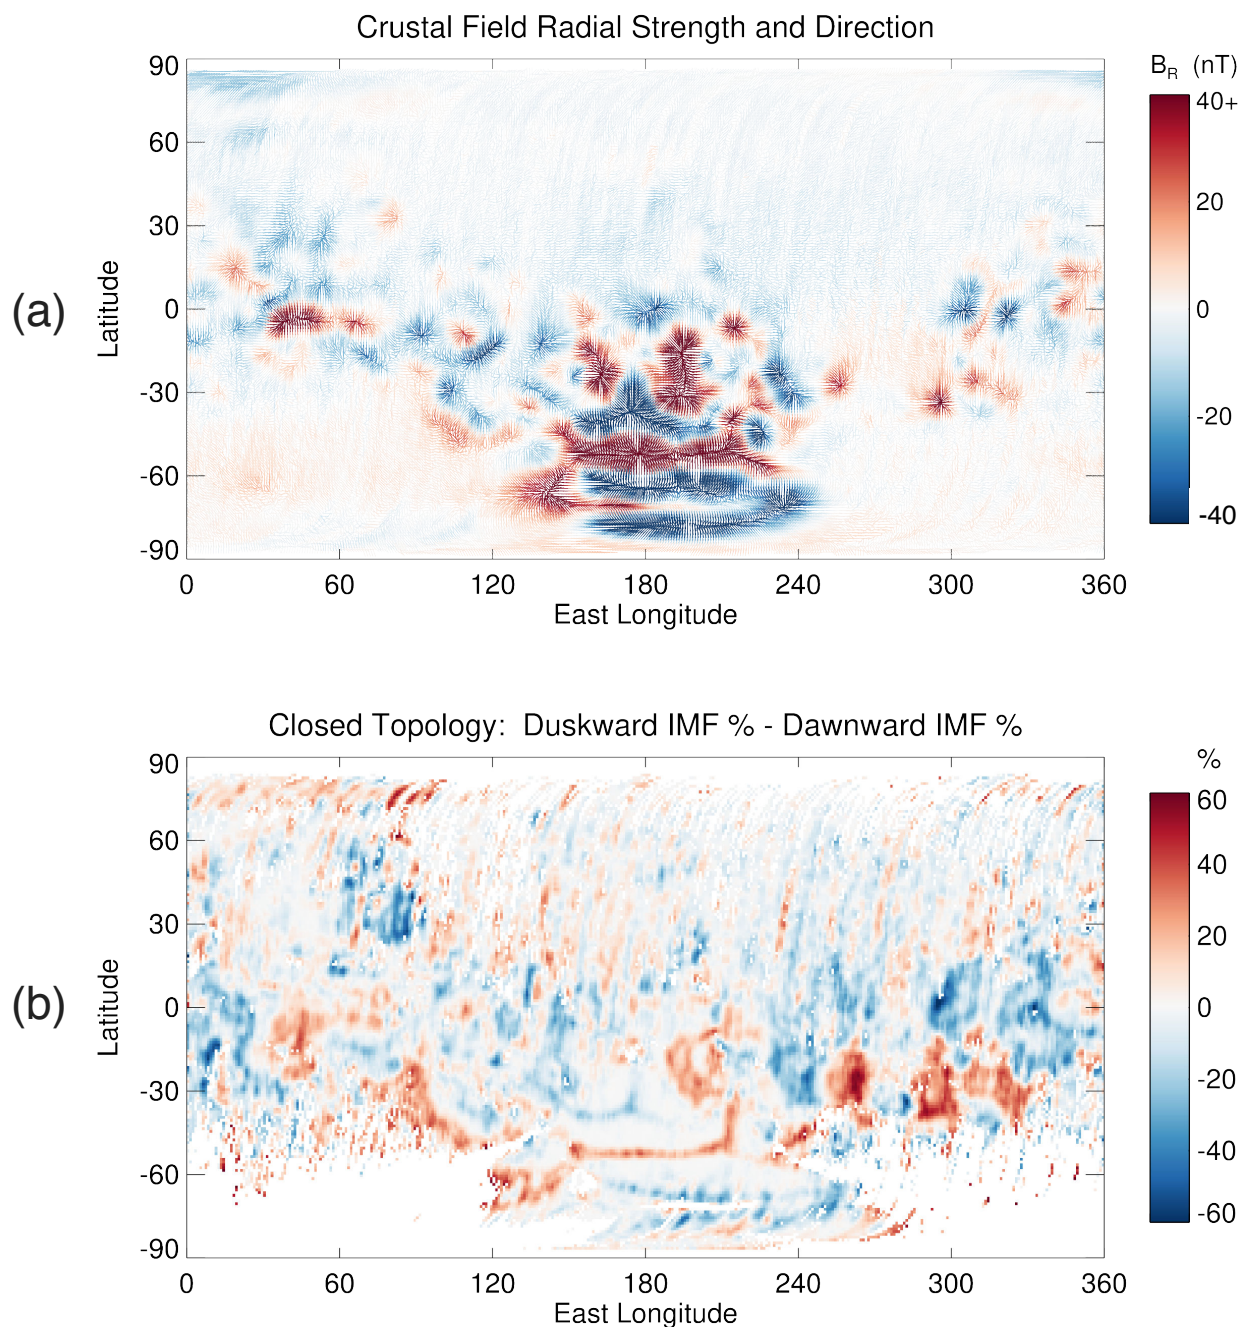 Crustal Field Radial Strength and Direction
(a)
Latitude
90
60
30
0
-30
-60
-90
0 60 120 180 240 300 360
East Longitude
B_R (nT)
40+
20
0
-20
-40
Closed Topology: Duskward IMF % - Dawnward IMF %
(b)
Latitude
90
60
30
0
-30
-60
-90
0 60 120 180 240 300 360
East Longitude
%
60
40
20
0
-20
-40
-60